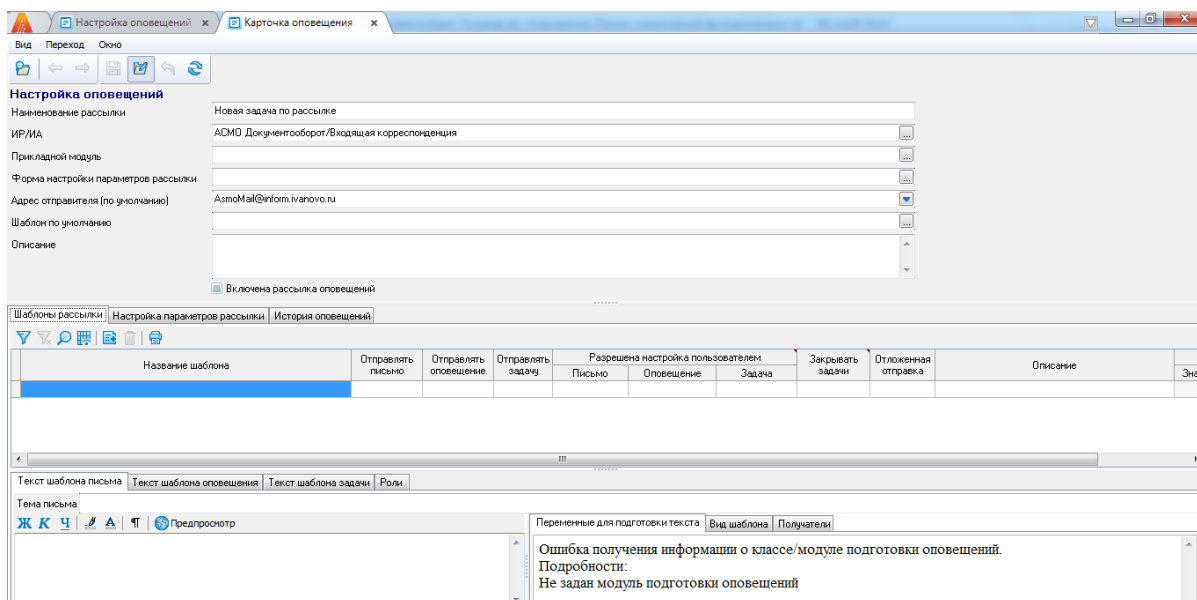 Настройка оповещений
Карточка оповещения
Вид Переход Окно
Настройка оповещений
Наименование рассылки Новая задача по рассылке
ИР/ИА АСМО Документооборот/Входящая корреспонденция
Прикладной модуль
Форма настройки параметров рассылки
Адрес отправителя (по умолчанию) AsmoMail@inform.ivanovo.ru
Шаблон по умолчанию
Описание
Включена рассылка оповещений
Шаблоны рассылки Настройка параметров рассылки История оповещений
Название шаблона Отправлять письмо Отправлять оповещение Отправлять задачу Разрешена настройка пользователем Закрывать задачи Отложенная отправка Описание
Письмо Оповещение Задача Зна
Текст шаблона письма Текст шаблона оповещения Текст шаблона задачи Роли
Тема письма
Ж К Ч А ¶ Предпросмотр
Переменные для подготовки текста Вид шаблона Получатели
Ошибка получения информации о классе/модуле подготовки оповещений.
Подробности:
Не задан модуль подготовки оповещений